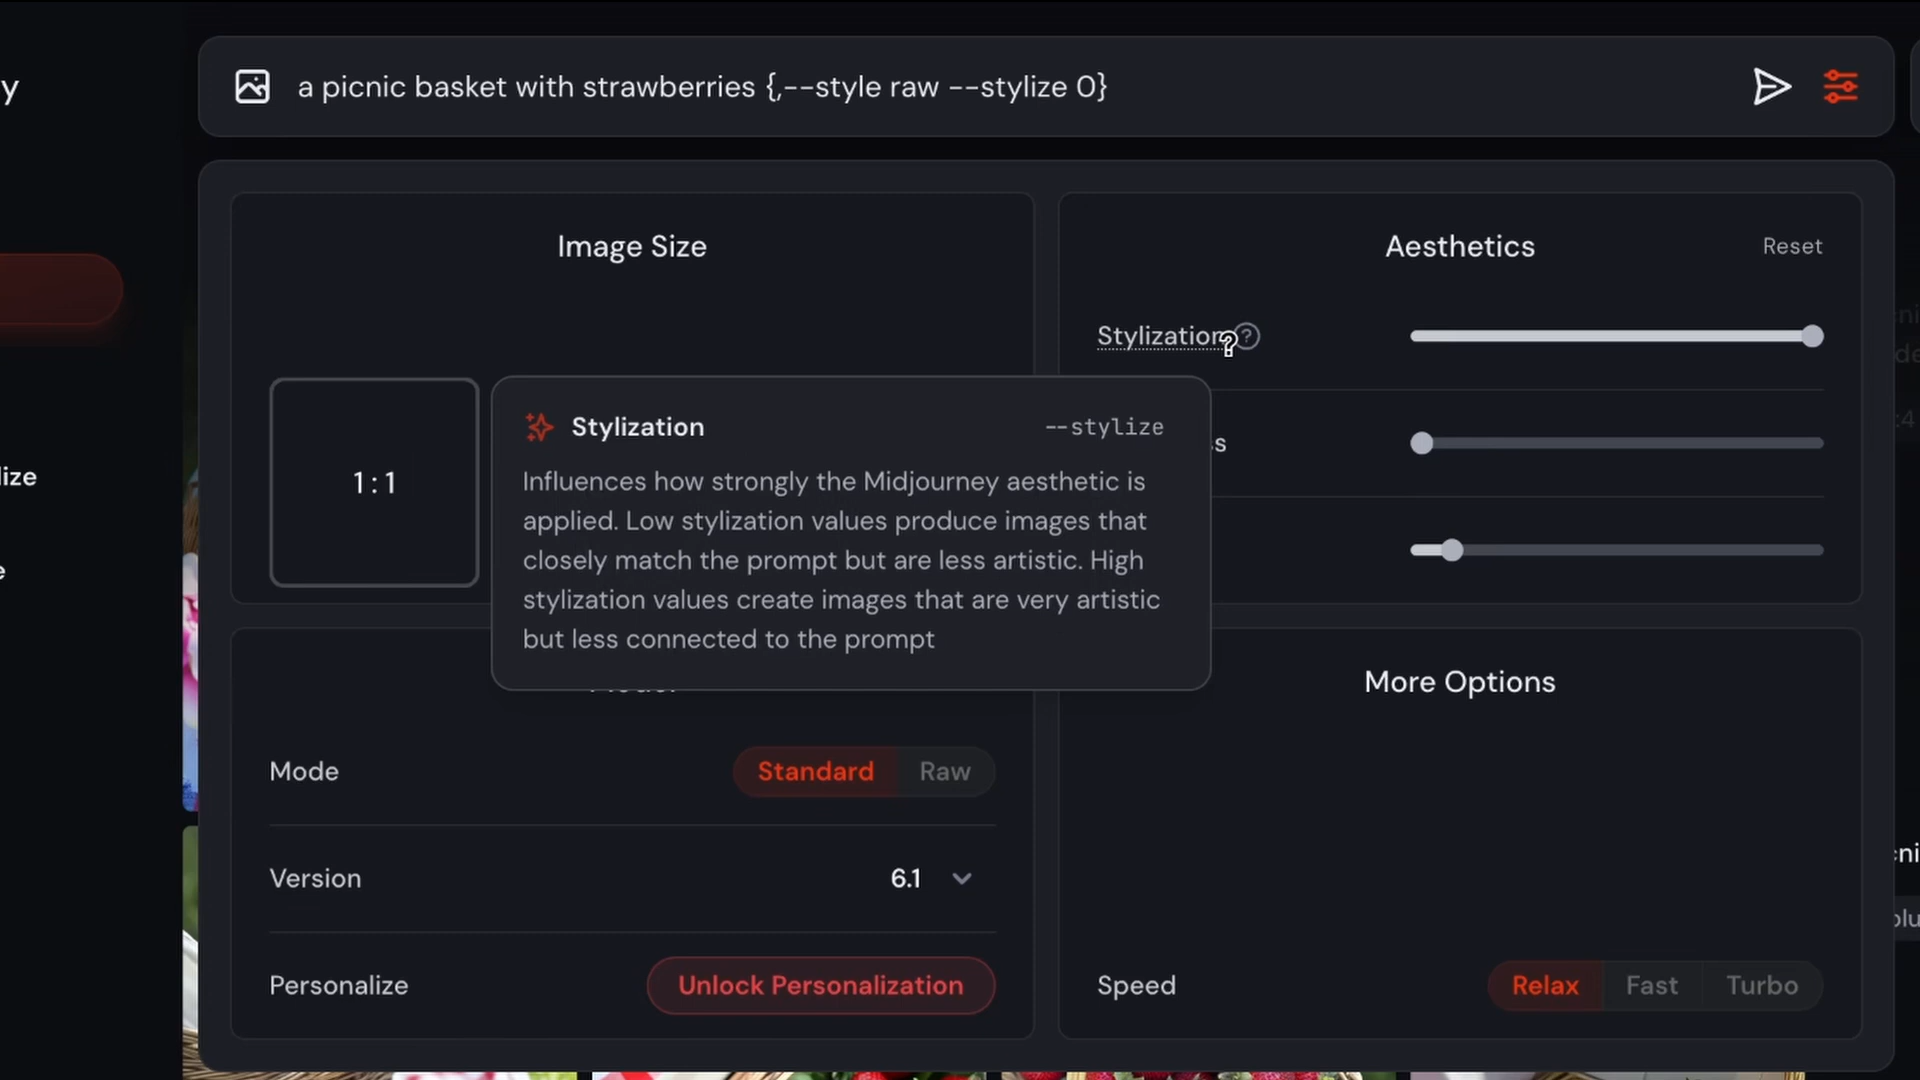 y
a picnic basket with strawberries {,--style raw --stylize 0}
Image Size
Aesthetics
Reset
Stylization
1:1
Stylization
--stylize
Influences how strongly the Midjourney aesthetic is
applied. Low stylization values produce images that
closely match the prompt but are less artistic. High
stylization values create images that are very artistic
but less connected to the prompt
s
lize
e
More Options
Mode
Standard
Raw
Version
6.1
Personalize
Unlock Personalization
Speed
Relax
Fast
Turbo